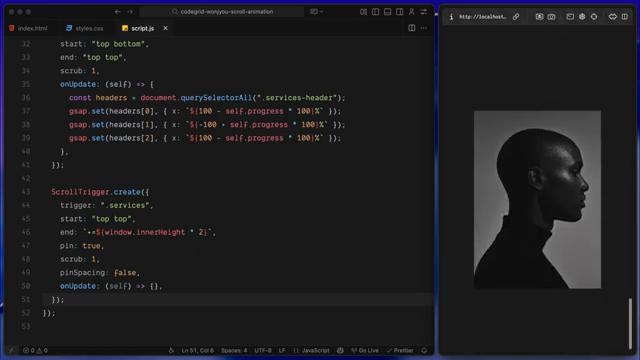 codegrid-wonjyou-scroll-animation
index.html
styles.css
script.js
http://localhost...
32 start: "top bottom",
33 end: "top top",
34 scrub: 1,
35 onUpdate: (self) => {
36 const headers = document.querySelectorAll(".services-header");
37 gsap.set(headers[0], { x: `${100 - self.progress * 100}%` });
38 gsap.set(headers[1], { x: `${-100 + self.progress * 100}%` });
39 gsap.set(headers[2], { x: `${100 - self.progress * 100}%` });
40 },
41 });
42
43 ScrollTrigger.create({
44 trigger: ".services",
45 start: "top top",
46 end: `+=${window.innerHeight * 2}`,
47 pin: true,
48 scrub: 1,
49 pinSpacing: false,
50 onUpdate: (self) => {},
51 });
52 });
53
0 0
Ln 51, Col 6
Spaces: 4
UTF-8
LF
{} JavaScript
Go Live
Prettier